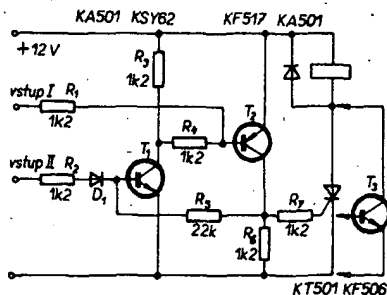 KA501 KSY62 KF517 KA501
+12 V
R3
1k2
vstup I R1
1k2
R4
1k2
T2
vstup II R2
1k2
D1
T1
R5
22k
R7
1k2
T3
R6
1k2
KT501 KF506